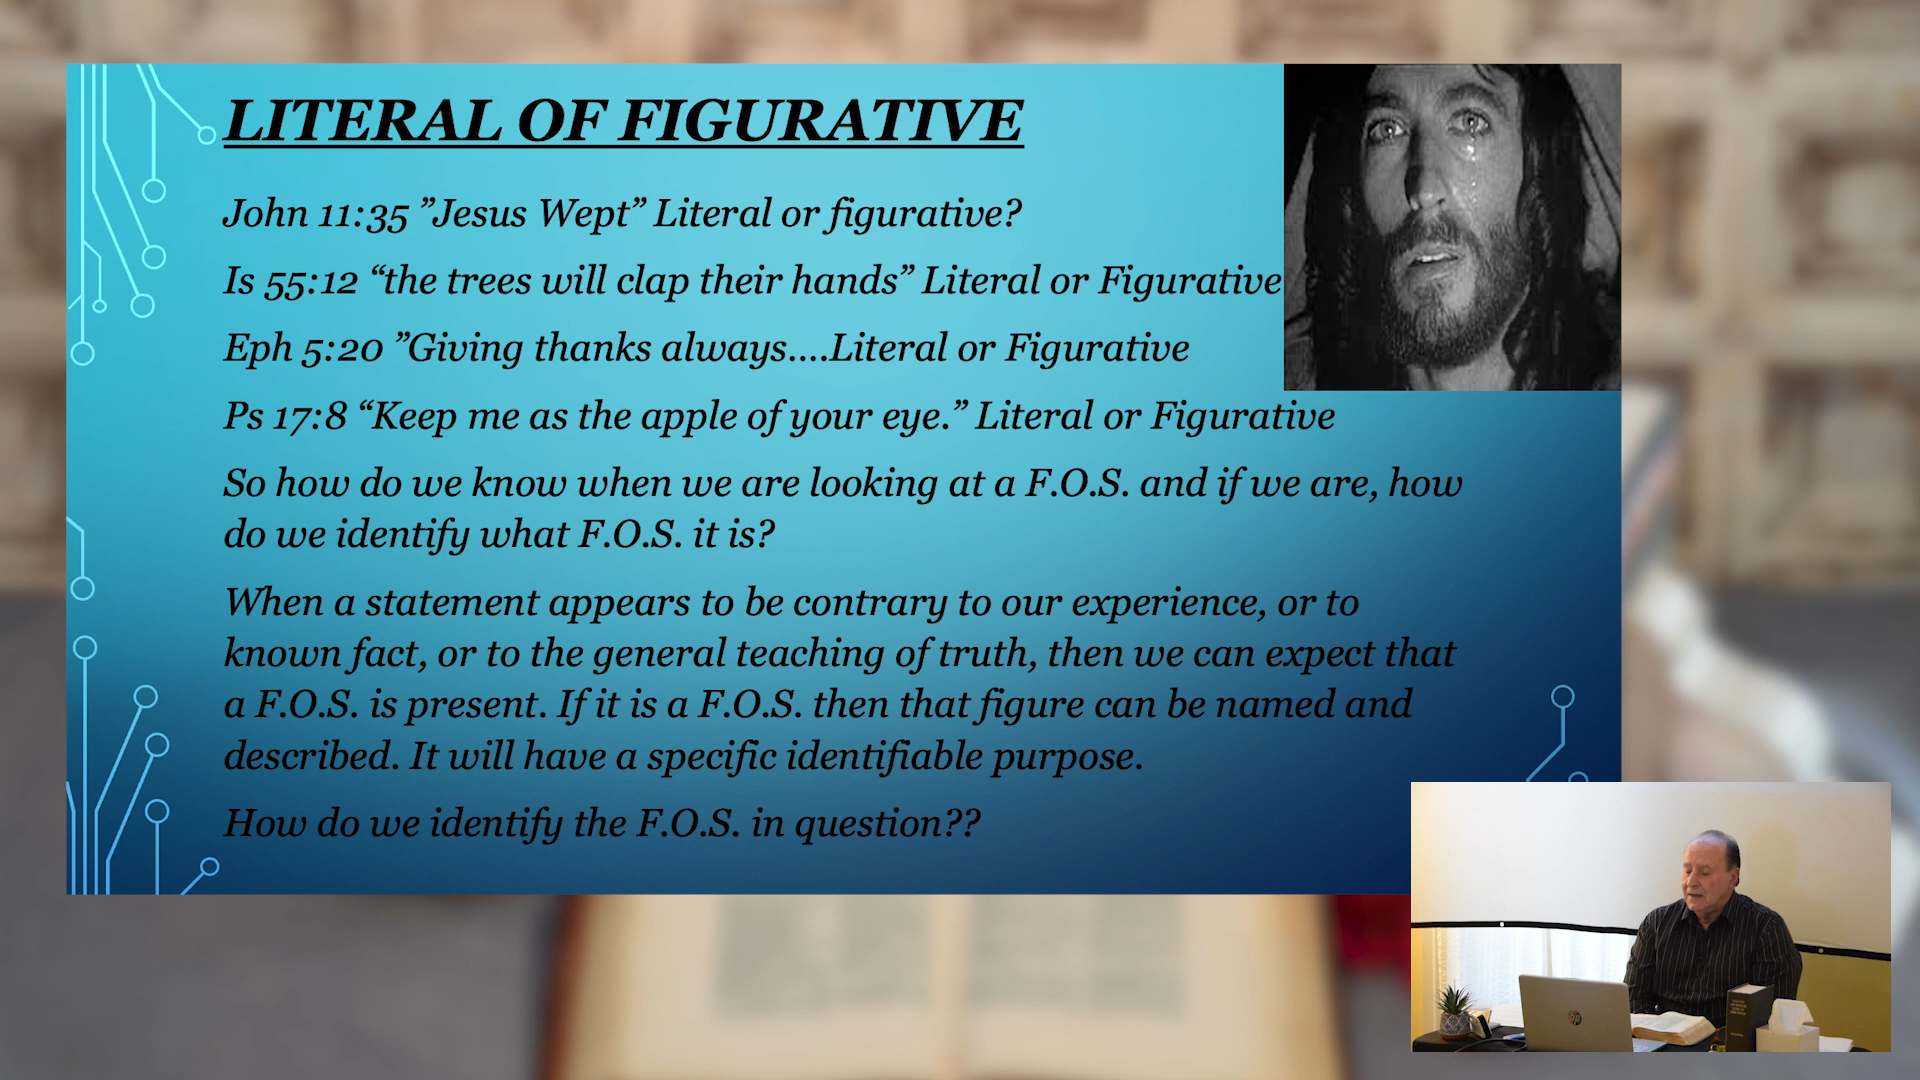 LITERAL OF FIGURATIVE
John 11:35 ”Jesus Wept” Literal or figurative?
Is 55:12 “the trees will clap their hands” Literal or Figurative
Eph 5:20 ”Giving thanks always….Literal or Figurative
Ps 17:8 “Keep me as the apple of your eye.” Literal or Figurative
So how do we know when we are looking at a F.O.S. and if we are, how
do we identify what F.O.S. it is?
When a statement appears to be contrary to our experience, or to
known fact, or to the general teaching of truth, then we can expect that
a F.O.S. is present. If it is a F.O.S. then that figure can be named and
described. It will have a specific identifiable purpose.
How do we identify the F.O.S. in question??
hp